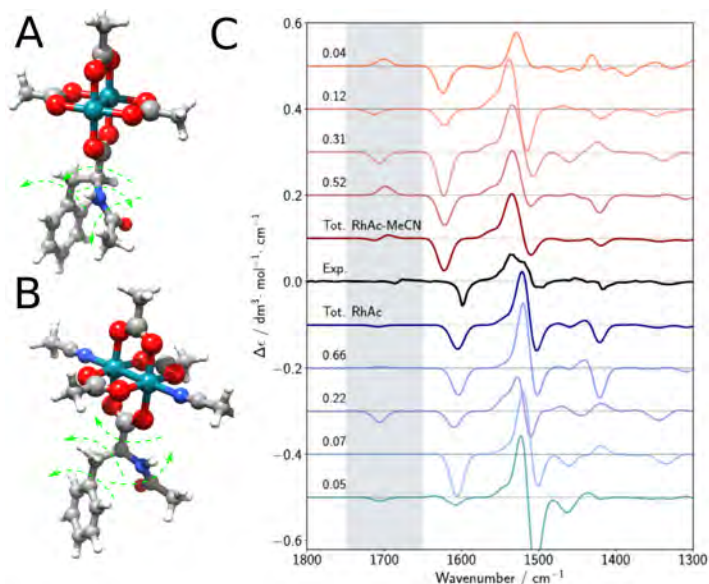 A
B
C
Δϵ / dm³· mol⁻¹· cm⁻¹
0.6
0.4
0.2
0.0
−0.2
−0.4
−0.6
0.04
0.12
0.31
0.52
Tot. RhAc-MeCN
Exp.
Tot. RhAc
0.66
0.22
0.07
0.05
1800 1700 1600 1500 1400 1300
Wavenumber / cm⁻¹